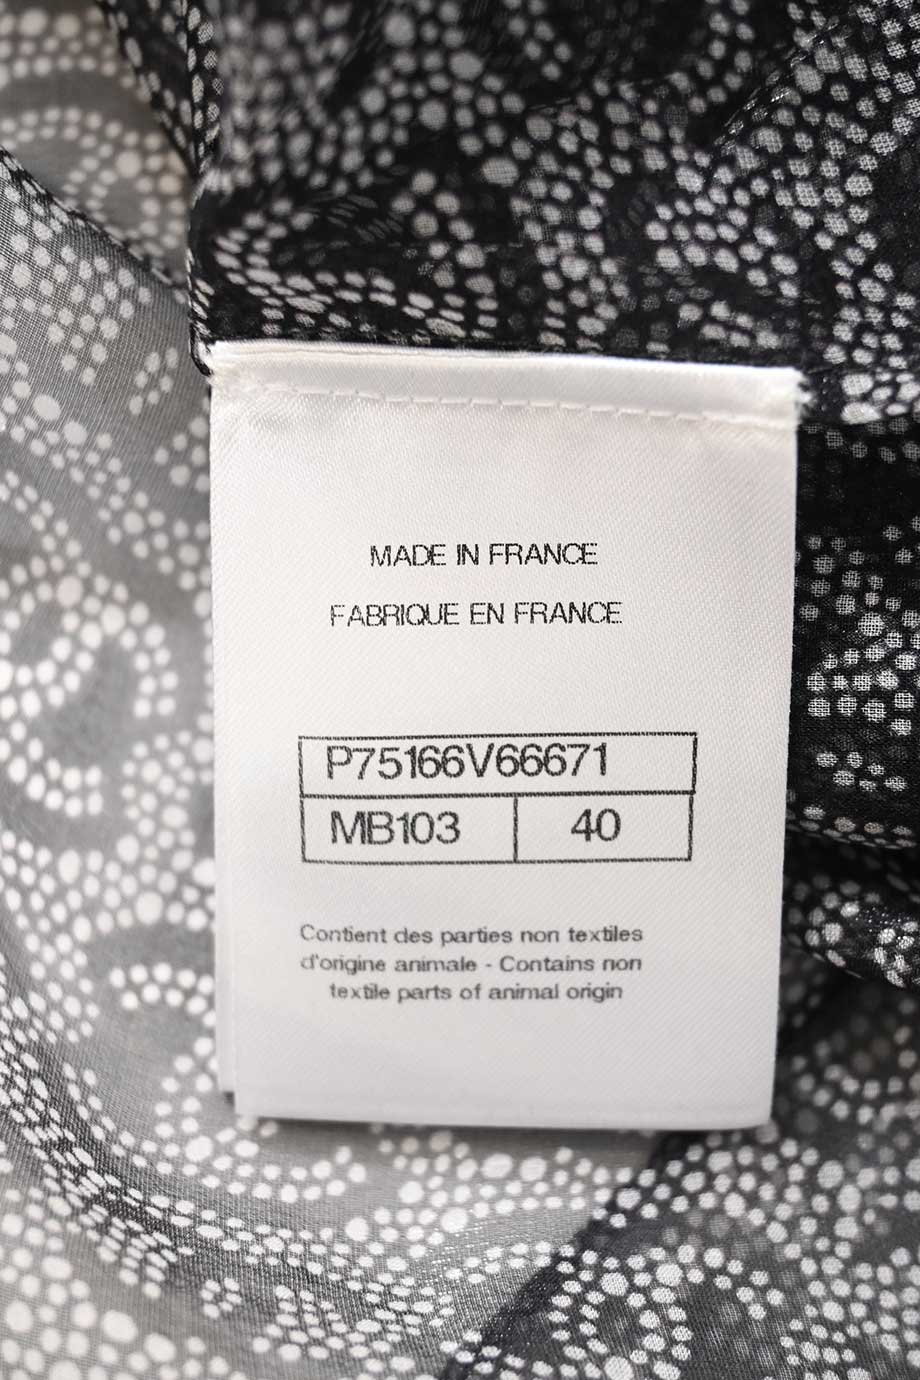 MADE IN FRANCE
FABRIQUE EN FRANCE
P75166V66671
MB103 40
Contient des parties non textiles
d'origine animale - Contains non
textile parts of animal origin